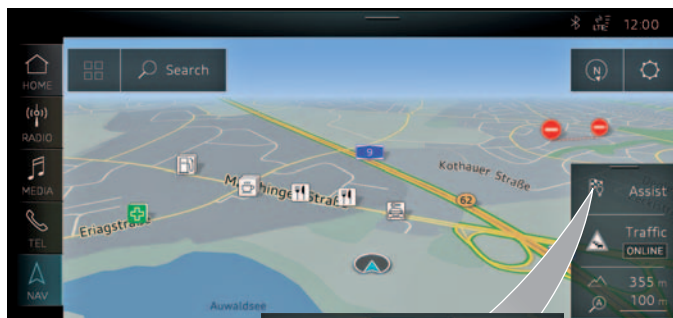 LTE 12:00
Search
N
HOME
RADIO
MEDIA
TEL
NAV
9
Kothauer Straße
62
Eriagstraße
Auwaldsee
Assist
Traffic
ONLINE
355 m
A
100 m